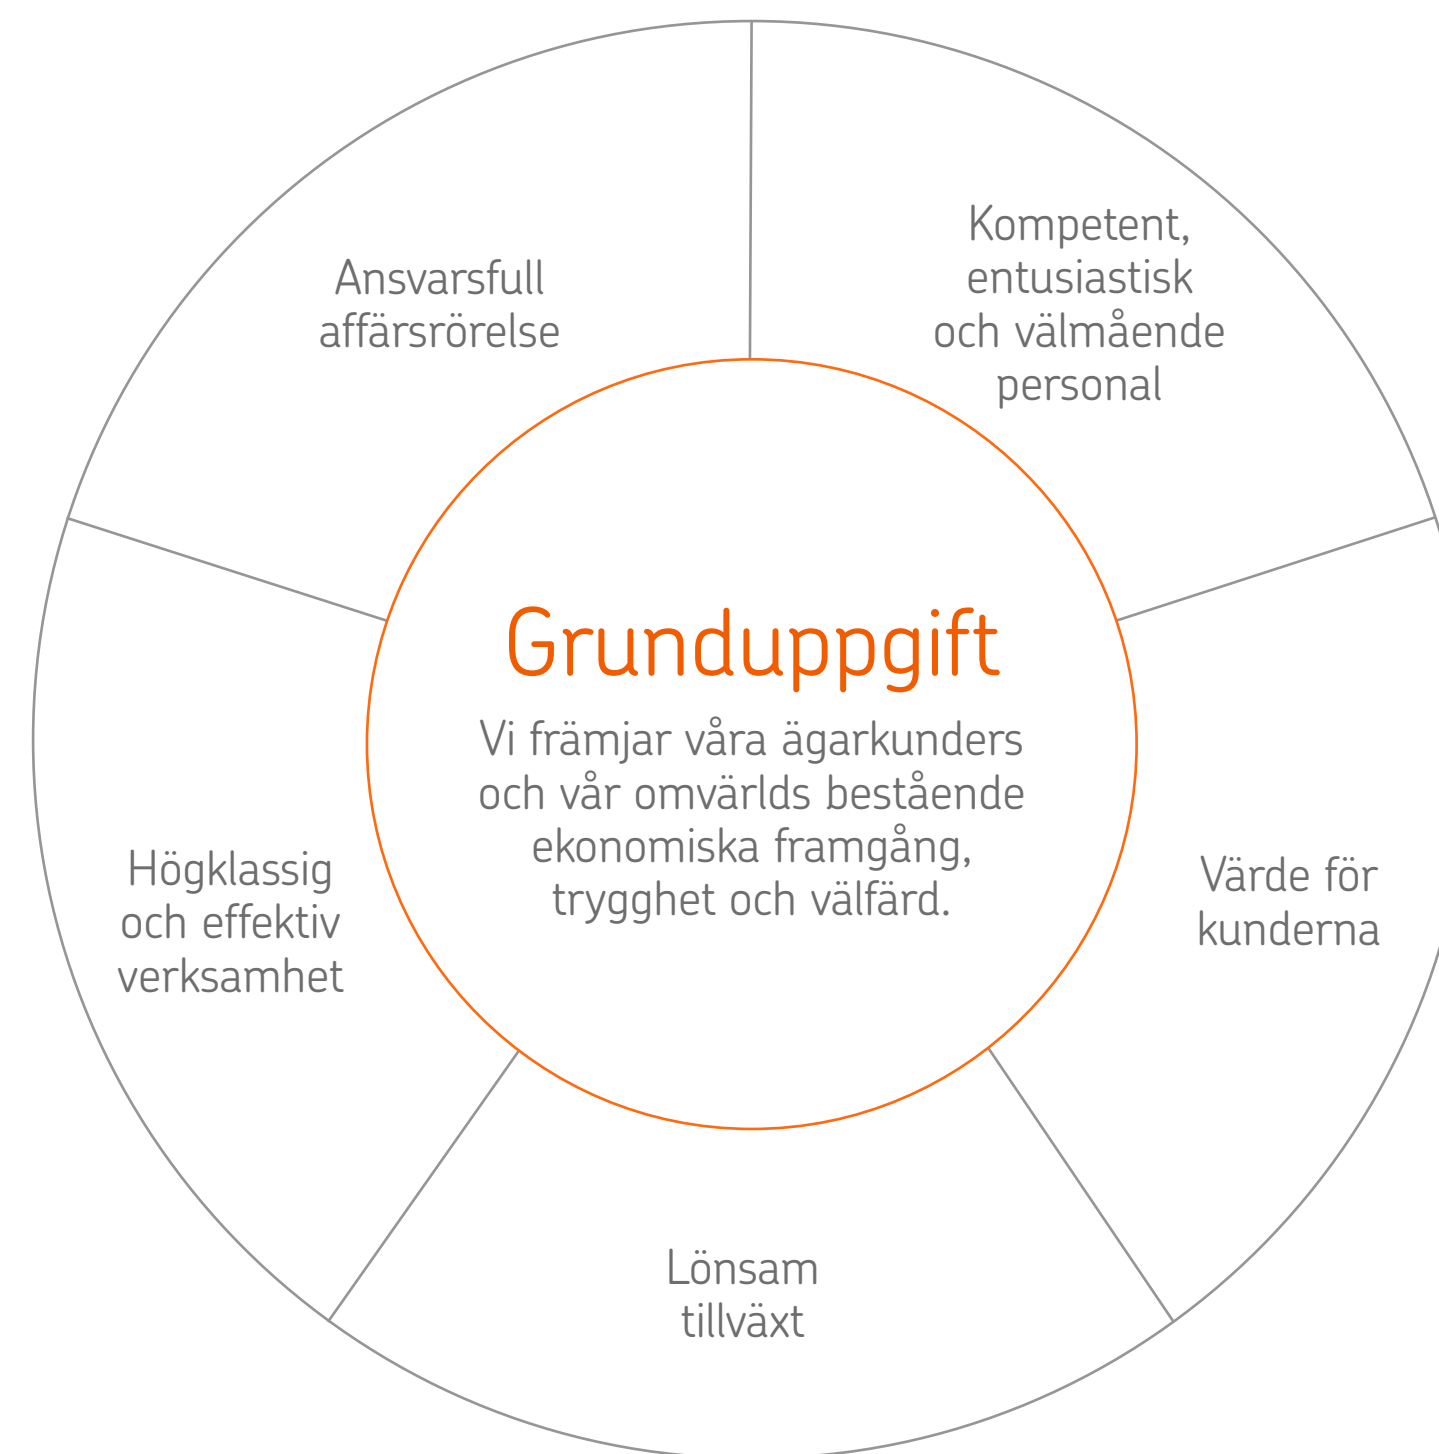 Ansvarsfull
affärsrörelse
Kompetent,
entusiastisk
och välmående
personal
Grunduppgift
Vi främjar våra ägarkunders
och vår omvärlds bestående
ekonomiska framgång,
trygghet och välfärd.
Högklassig
och effektiv
verksamhet
Värde för
kunderna
Lönsam
tillväxt